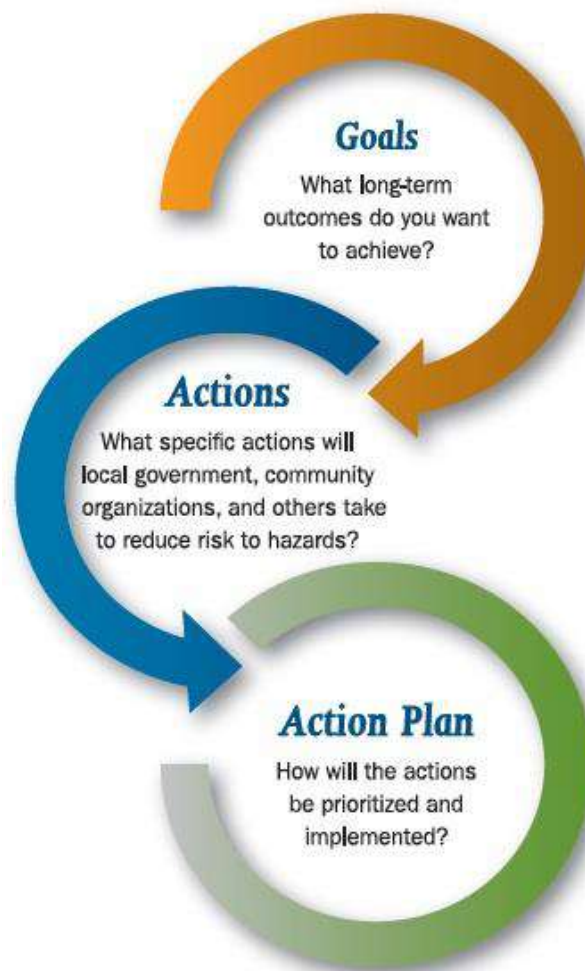 Goals
What long-term
outcomes do you want
to achieve?
Actions
What specific actions will
local government, community
organizations, and others take
to reduce risk to hazards?
Action Plan
How will the actions
be prioritized and
implemented?